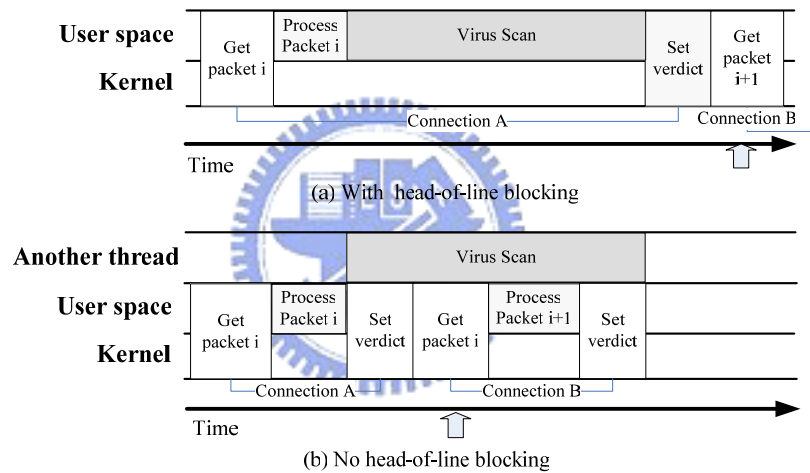 User space
Kernel
Get
packet i
Process
Packet i
Virus Scan
Set
verdict
Get
packet
i+1
Connection A
Connection B
Time
(a) With head-of-line blocking
Another thread
User space
Kernel
Virus Scan
Get
packet i
Process
Packet i
Set
verdict
Get
packet i
Process
Packet i+1
Set
verdict
Connection A
Connection B
Time
(b) No head-of-line blocking